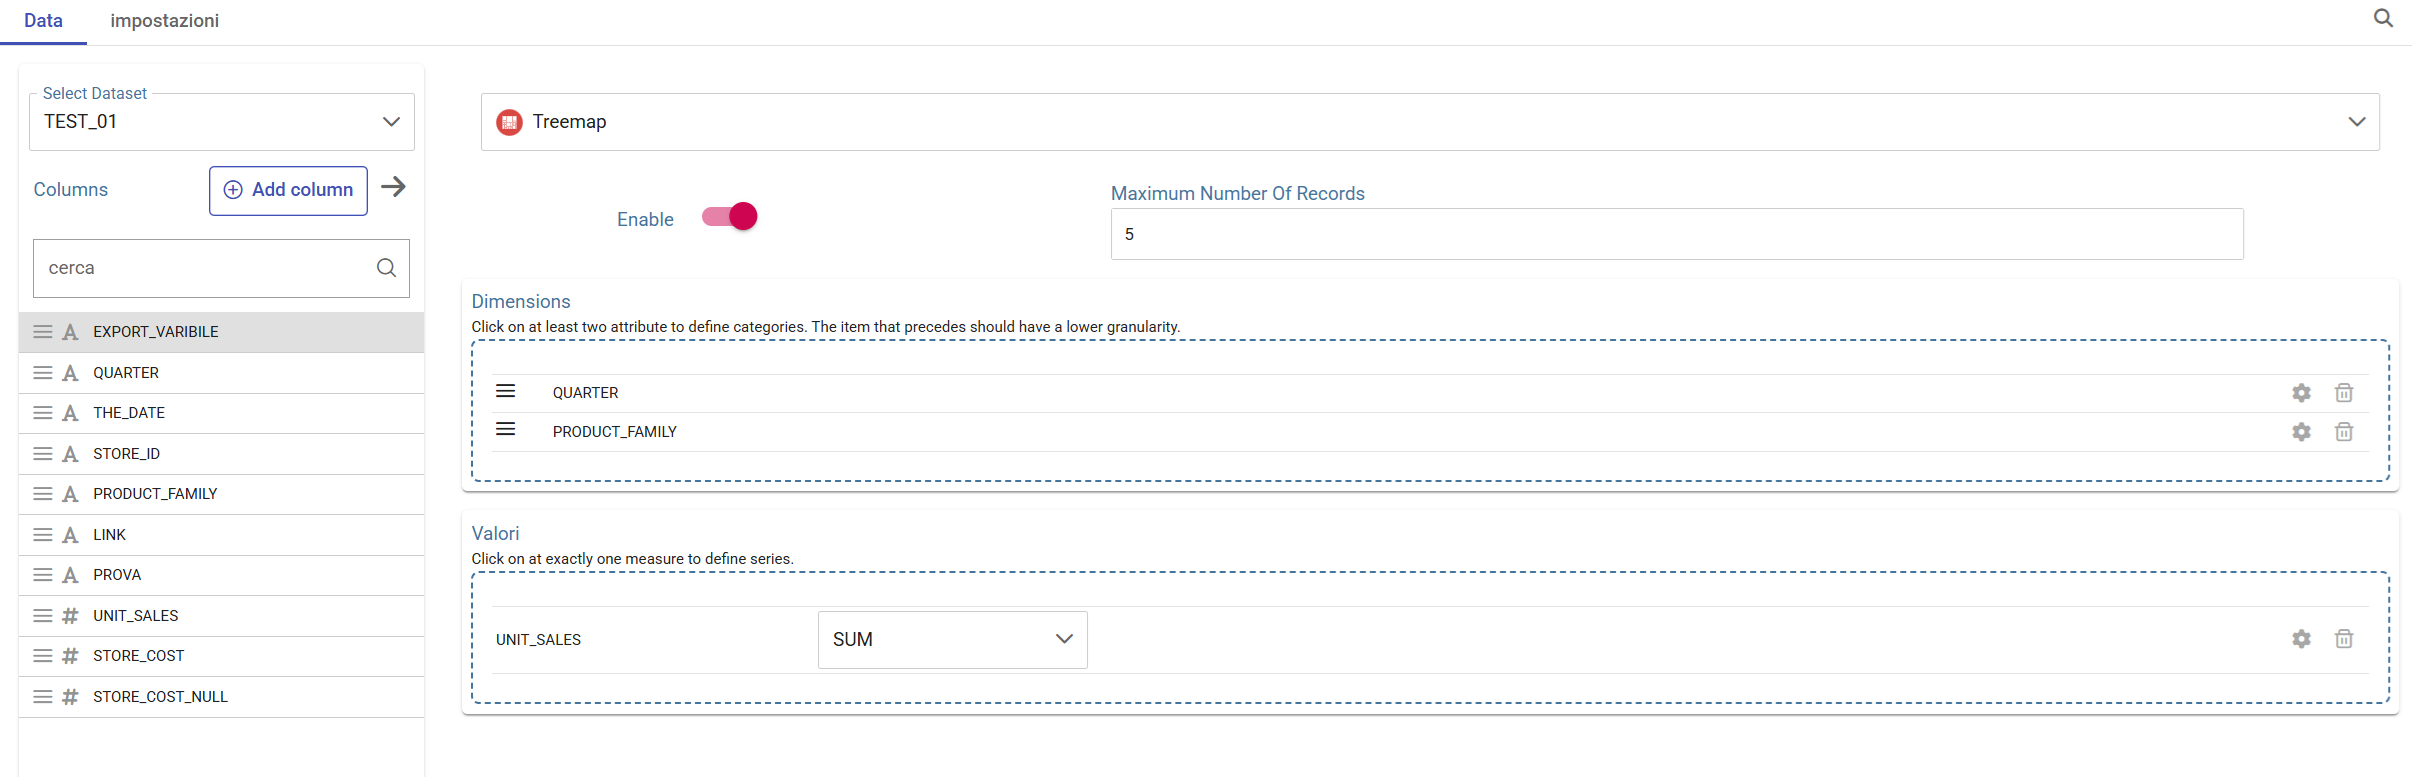 Data impostazioni
Select Dataset
TEST_01
Columns
Add column
cerca
EXPORT_VARIBILE
QUARTER
THE_DATE
STORE_ID
PRODUCT_FAMILY
LINK
PROVA
UNIT_SALES
STORE_COST
STORE_COST_NULL
Treemap
Enable
Maximum Number Of Records
5
Dimensions
Click on at least two attribute to define categories. The item that precedes should have a lower granularity.
QUARTER
PRODUCT_FAMILY
Valori
Click on at exactly one measure to define series.
UNIT_SALES SUM